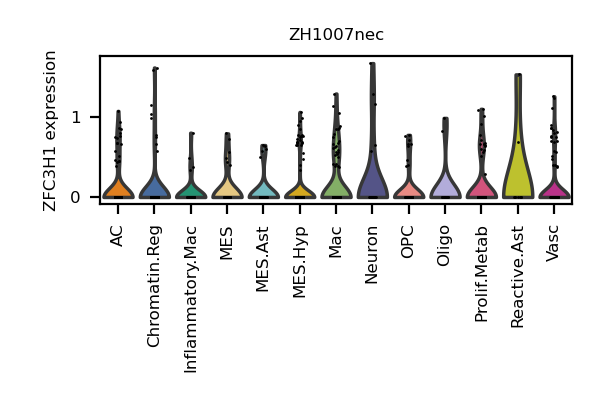 ZH1007nec
ZFC3H1 expression
1
0
AC
Chromatin.Reg
Inflammatory.Mac
MES
MES.Ast
MES.Hyp
Mac
Neuron
OPC
Oligo
Prolif.Metab
Reactive.Ast
Vasc